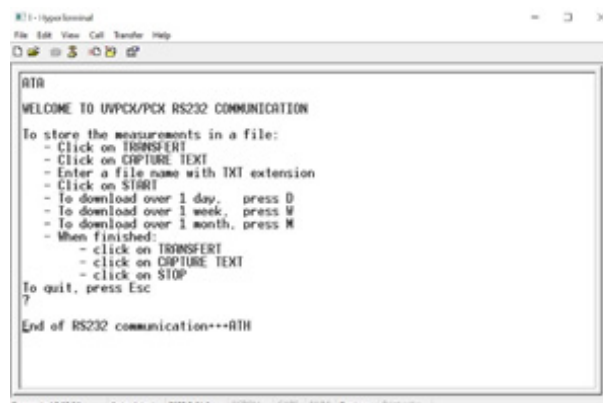 1 - HyperTerminal
File Edit View Call Transfer Help
ATA
WELCOME TO UVPCX/PCX RS232 COMMUNICATION
To store the measurements in a file:
- Click on TRANSFERT
- Click on CAPTURE TEXT
- Enter a file name with TXT extension
- Click on START
- To download over 1 day, press D
- To download over 1 week, press W
- To download over 1 month, press M
- When finished:
- click on TRANSFERT
- click on CAPTURE TEXT
- click on STOP
To quit, press Esc
?
End of RS232 communication+++ATH